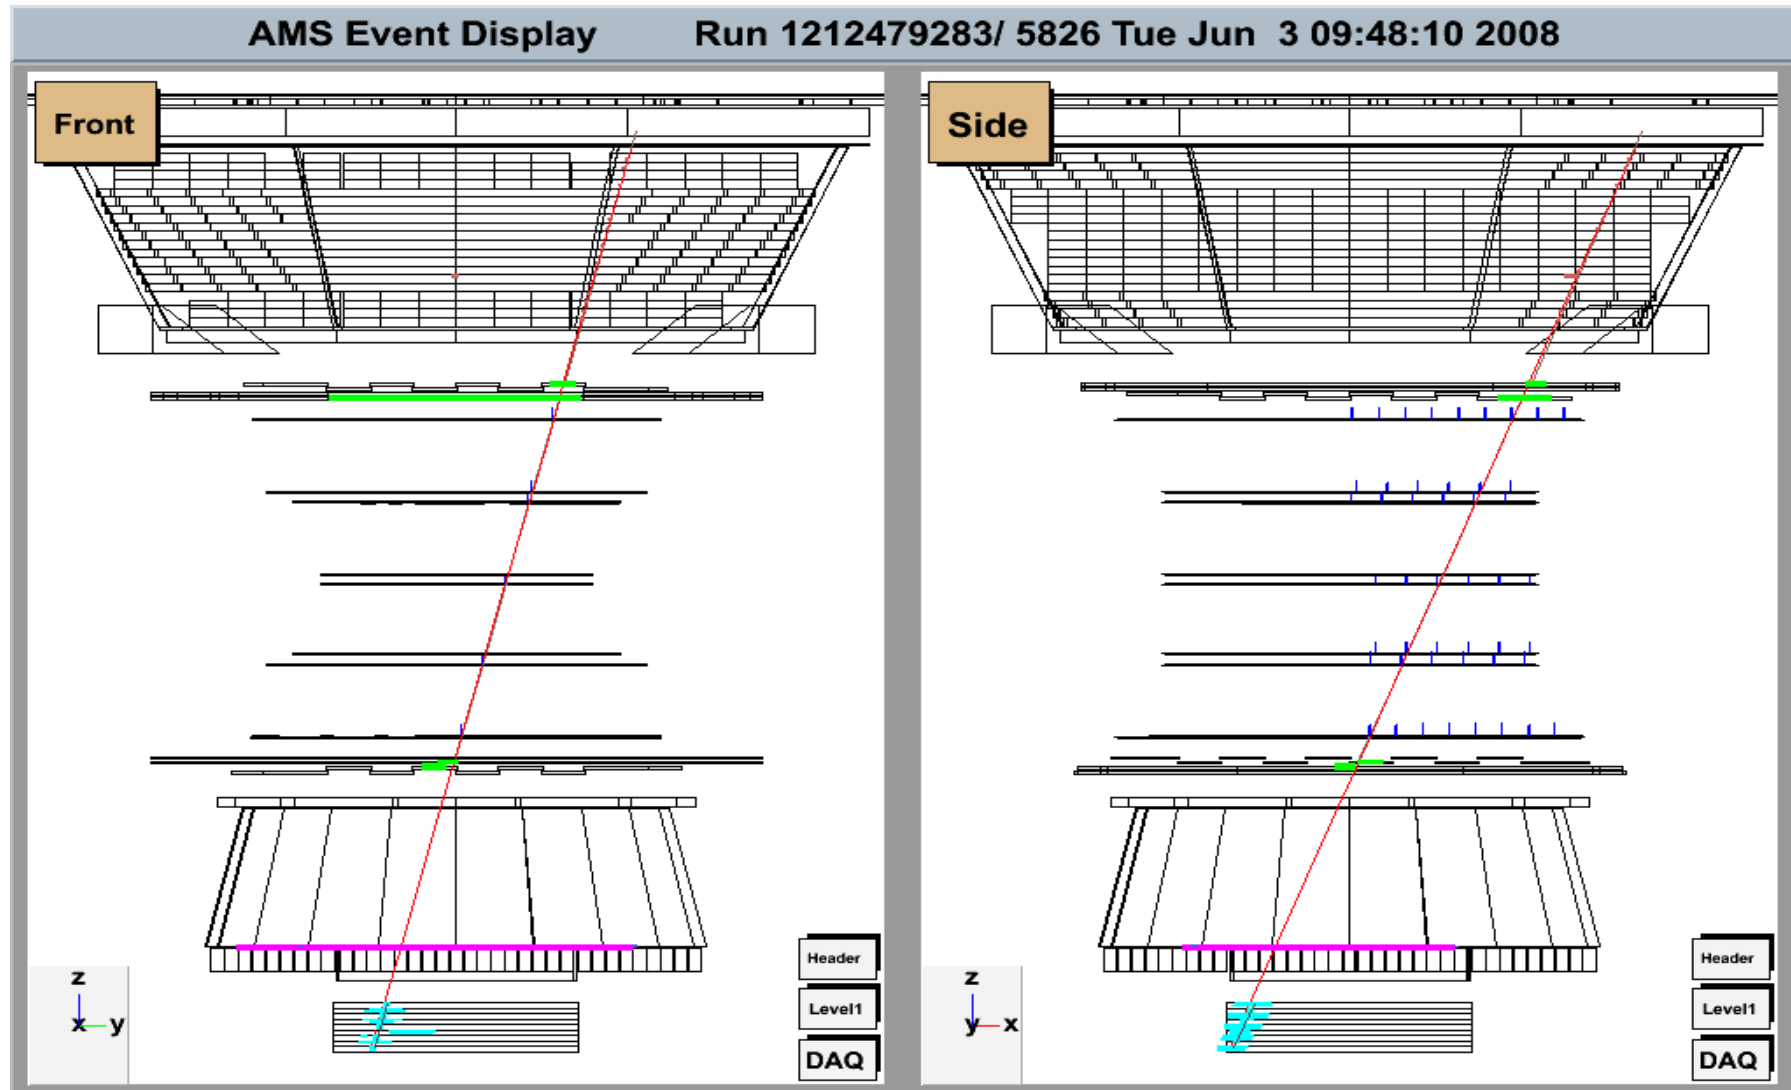 AMS Event Display Run 1212479283/ 5826 Tue Jun 3 09:48:10 2008
Front
Side
z
x y
Header
Level1
DAQ
z
y x
Header
Level1
DAQ